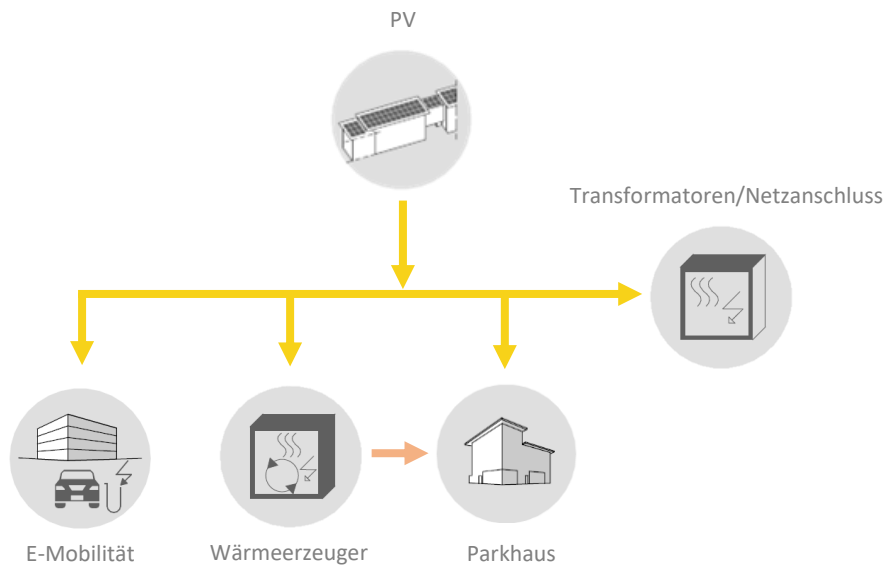 PV
Transformatoren/Netzanschluss
E-Mobilität
Wärmeerzeuger
Parkhaus